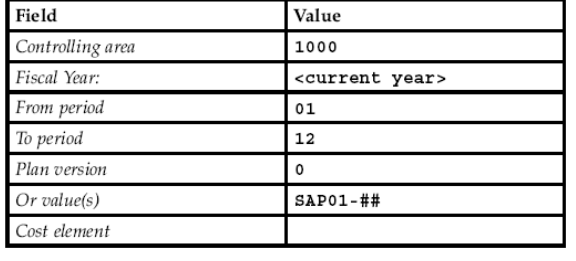 Field Value
Controlling area 1000
Fiscal Year: <current year>
From period 01
To period 12
Plan version 0
Or value(s) SAP01-##
Cost element